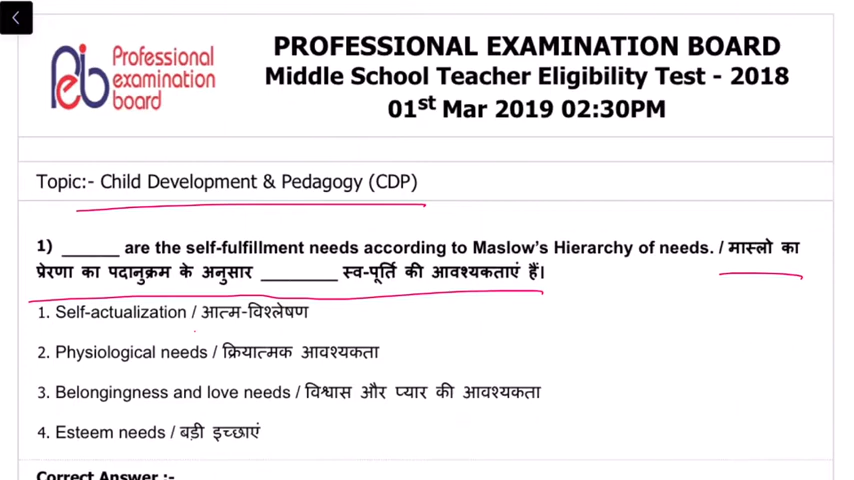 Professional
examination
board
PROFESSIONAL EXAMINATION BOARD
Middle School Teacher Eligibility Test - 2018
01st Mar 2019 02:30PM
Topic:- Child Development & Pedagogy (CDP)
1) ______ are the self-fulfillment needs according to Maslow's Hierarchy of needs. / मास्लो का
प्रेरणा का पदानुक्रम के अनुसार _________ स्व-पूर्ति की आवश्यकताएं हैं।
1. Self-actualization / आत्म-विश्लेषण
2. Physiological needs / क्रियात्मक आवश्यकता
3. Belongingness and love needs / विश्वास और प्यार की आवश्यकता
4. Esteem needs / बड़ी इच्छाएं
Correct Answer :-